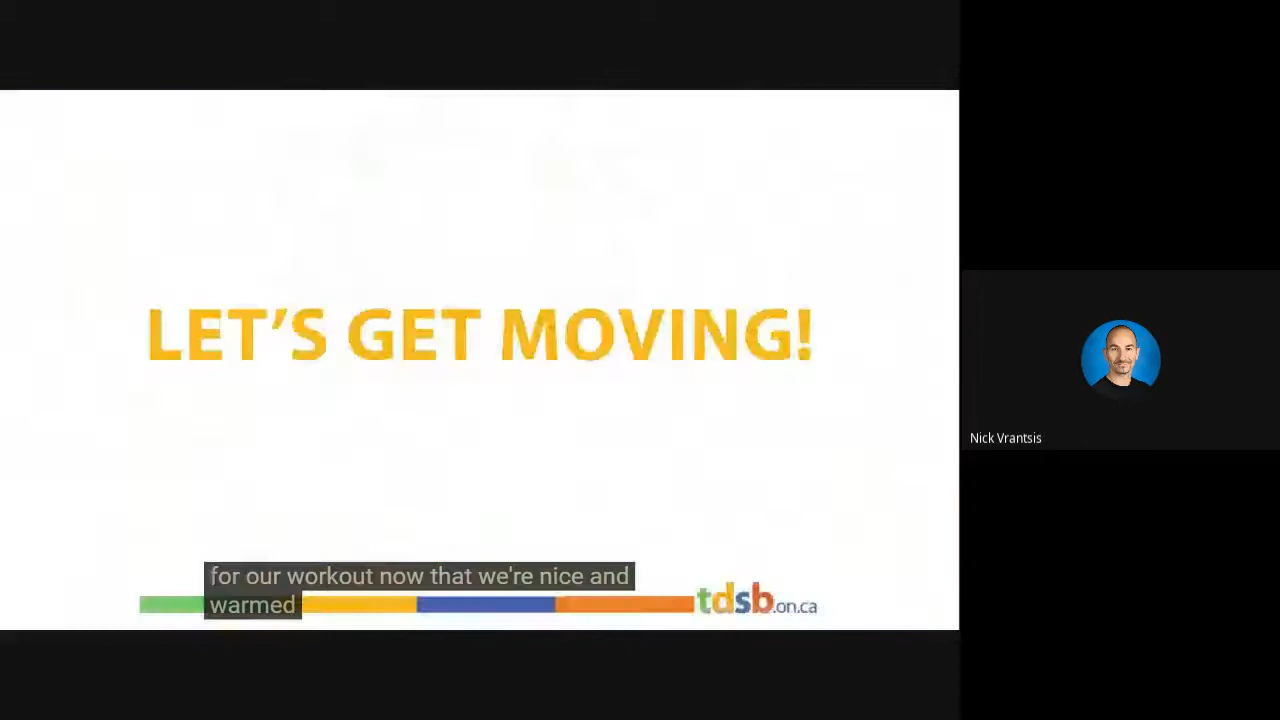 LET'S GET MOVING!
for our workout now that we're nice and
warmed
tdsb.on.ca
Nick Vrantsis